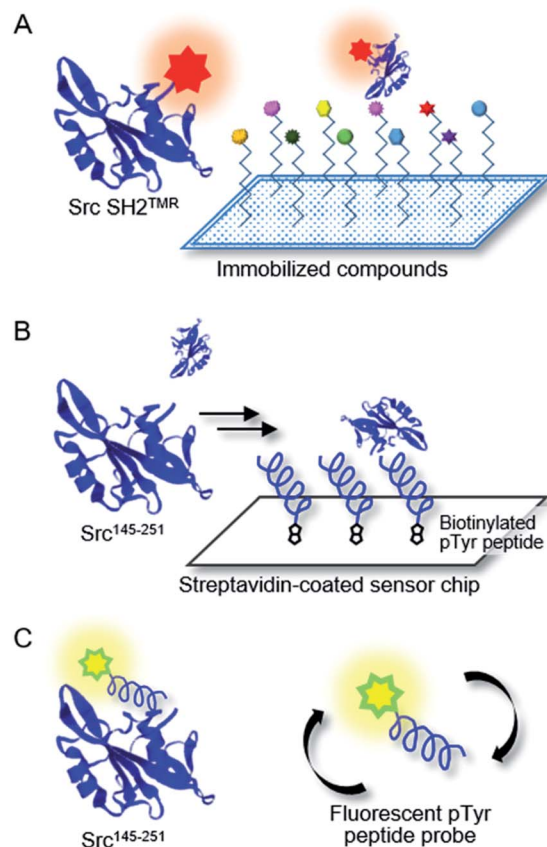 A
Src SH2ᵀᴹᴿ
Immobilized compounds
B
Src¹⁴⁵⁻²⁵¹
Biotinylated
pTyr peptide
Streptavidin-coated sensor chip
C
Src¹⁴⁵⁻²⁵¹
Fluorescent pTyr
peptide probe